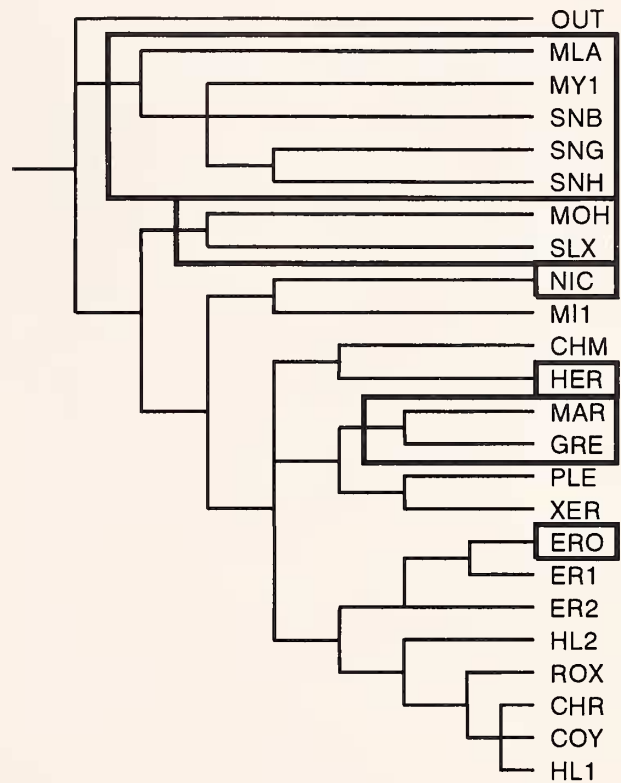 OUT
MLA
MY1
SNB
SNG
SNH
MOH
SLX
NIC
MI1
CHM
HER
MAR
GRE
PLE
XER
ERO
ER1
ER2
HL2
ROX
CHR
COY
HL1